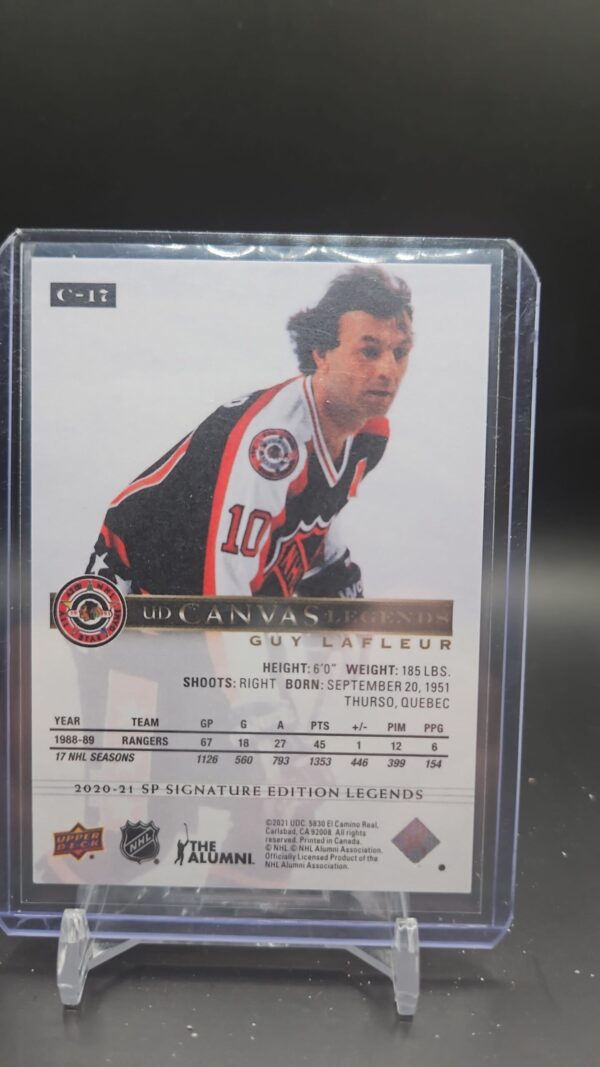 C-17
10
NHL
UD CANVAS LEGENDS
GUY LAFLEUR
HEIGHT: 6'0" WEIGHT: 185 LBS.
SHOOTS: RIGHT BORN: SEPTEMBER 20, 1951
THURSO, QUEBEC
YEAR TEAM GP G A PTS +/- PIM PPG
1988-89 RANGERS 67 18 27 45 1 12 6
17 NHL SEASONS 1126 560 793 1353 446 399 154
2020-21 SP SIGNATURE EDITION LEGENDS
UPPER DECK
NHL
THE ALUMNI
©2021 UDC. 5830 El Camino Real,
Carlsbad, CA 92008. All rights
reserved. Printed in Canada.
© NHL © NHL Alumni Association.
Officially Licensed Product of the
NHL Alumni Association.